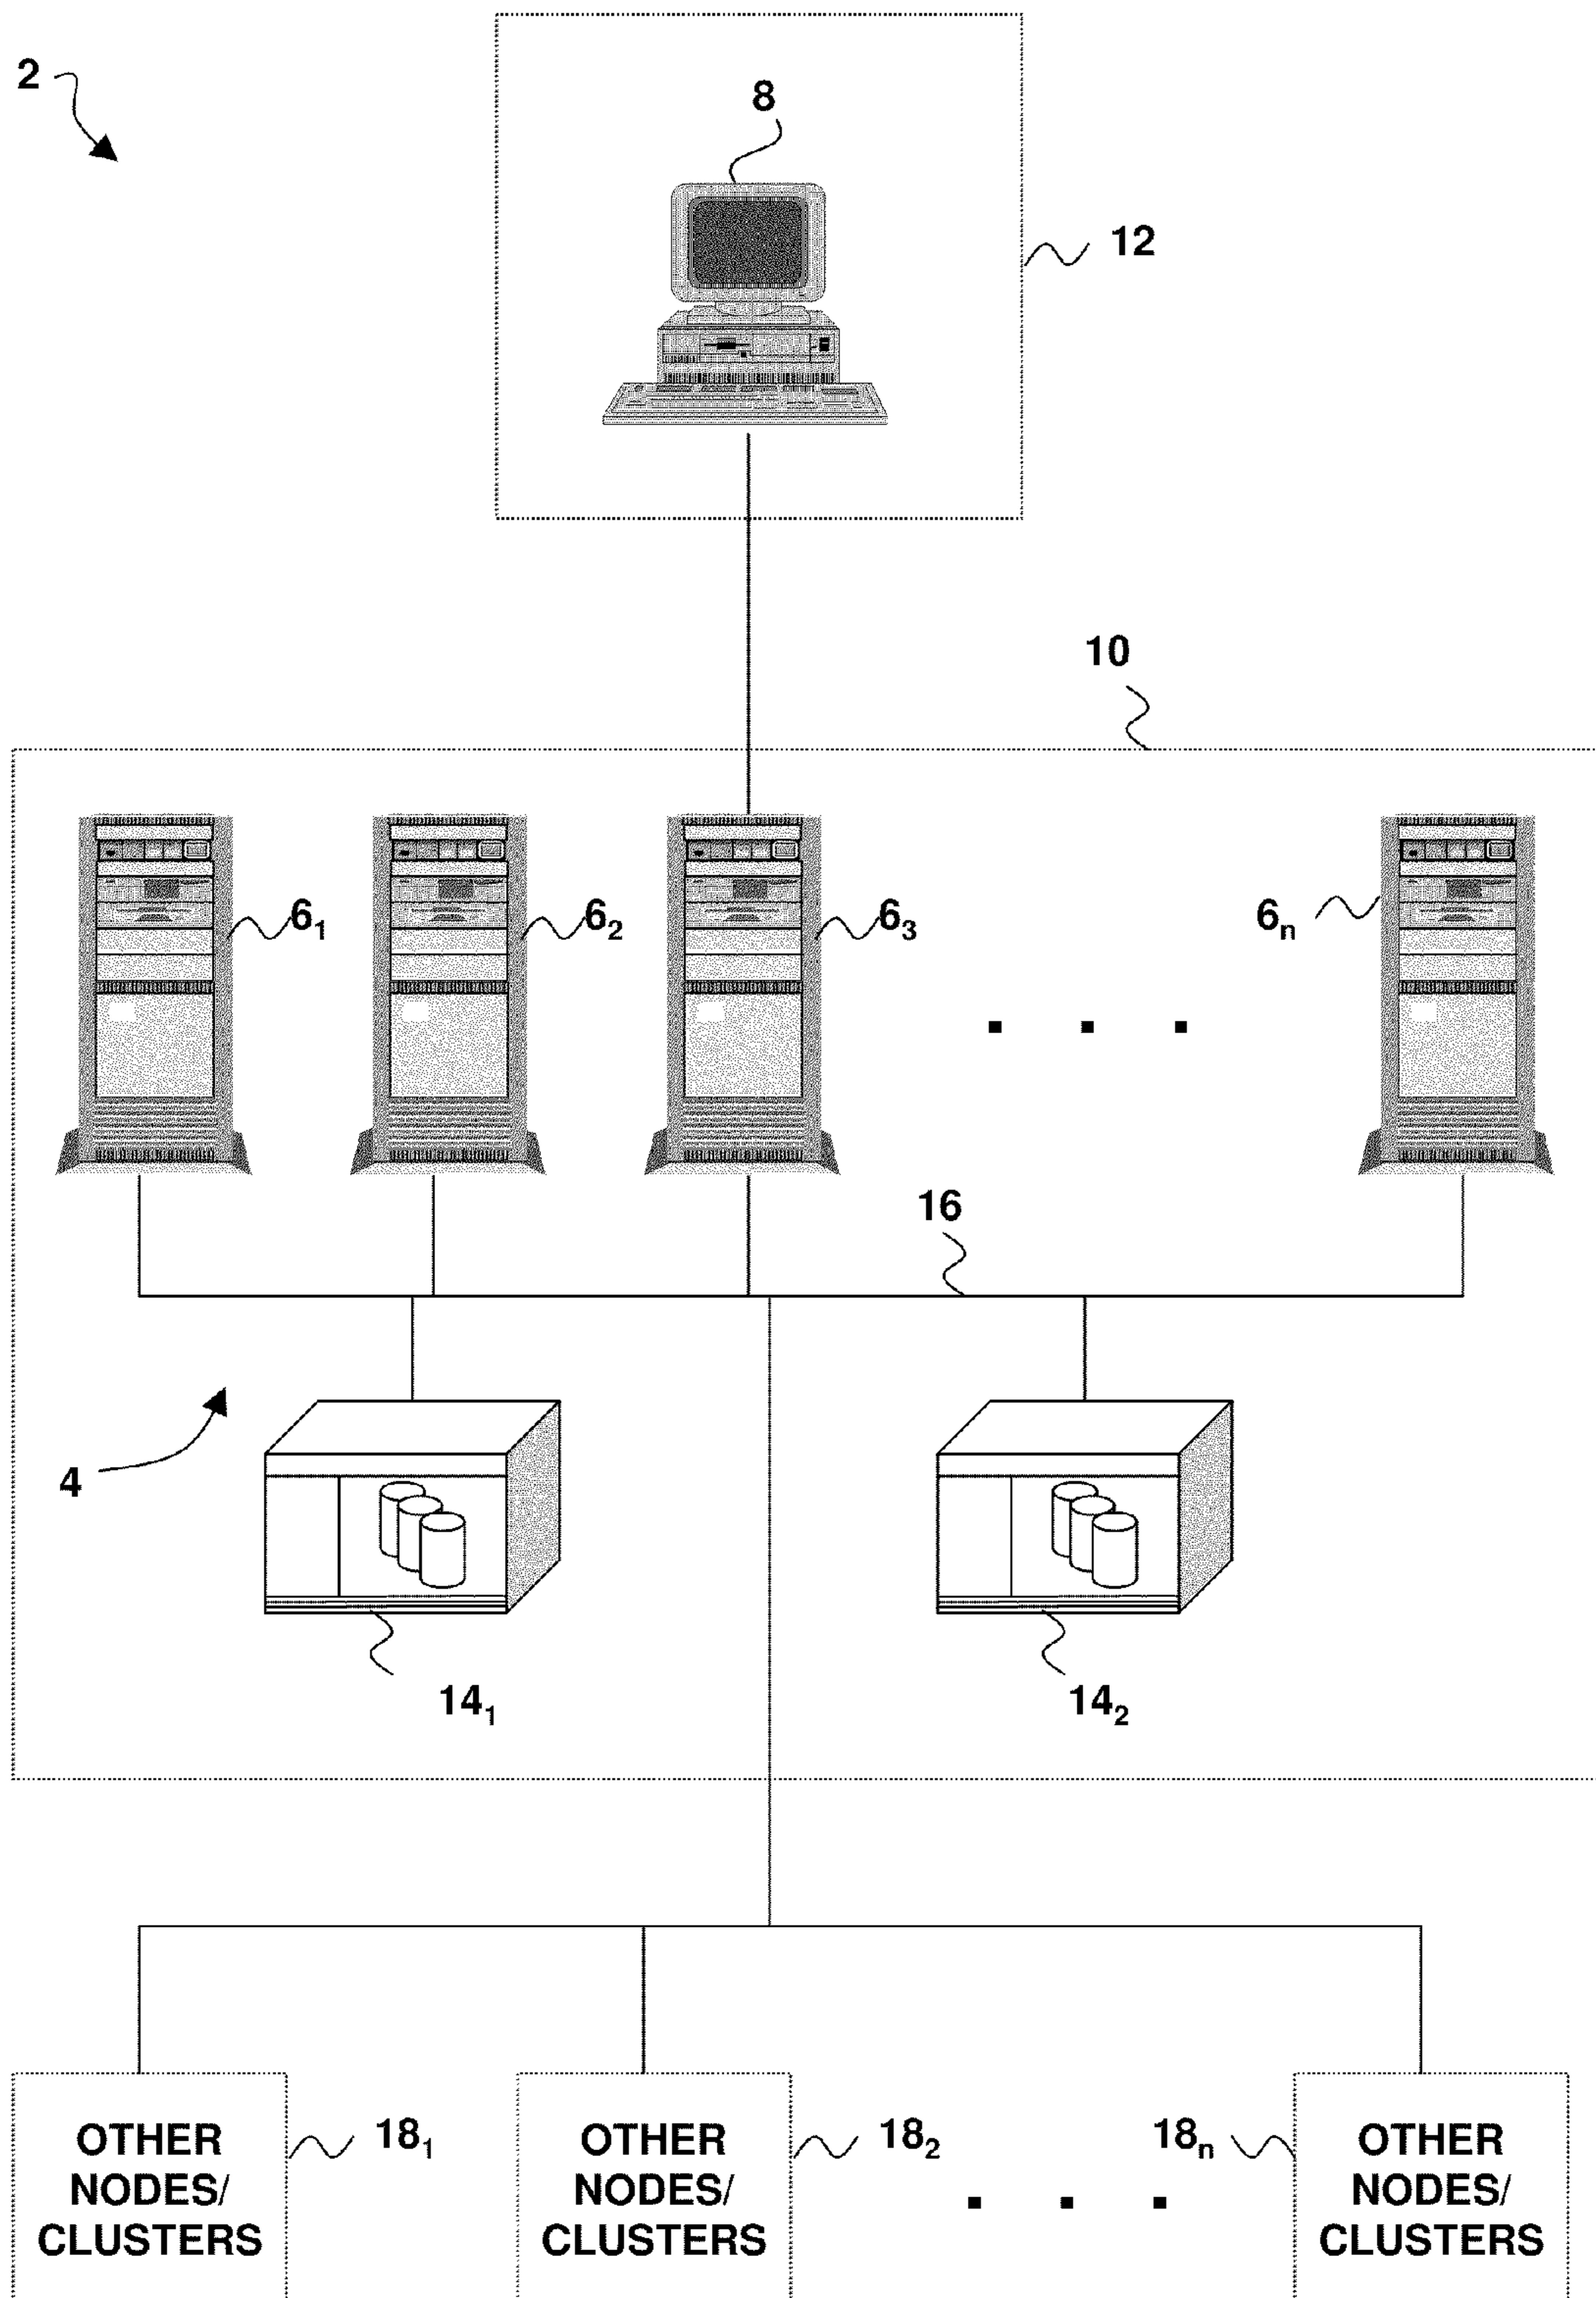 2
8
12
10
6₁
6₂
6₃
6ₙ
16
4
14₁
14₂
OTHER
NODES/
CLUSTERS
18₁
OTHER
NODES/
CLUSTERS
18₂
18ₙ
OTHER
NODES/
CLUSTERS